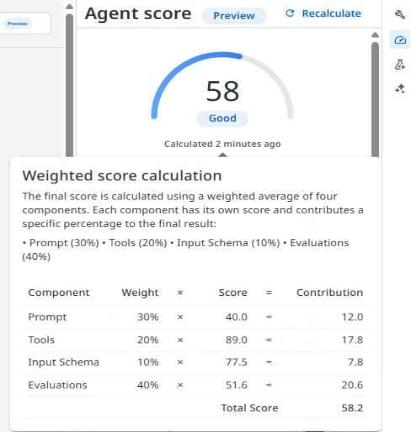 Preview
Agent score Preview Recalculate
58
Good
Calculated 2 minutes ago
Weighted score calculation
The final score is calculated using a weighted average of four
components. Each component has its own score and contributes a
specific percentage to the final result:
• Prompt (30%) • Tools (20%) • Input Schema (10%) • Evaluations
(40%)
Component Weight × Score = Contribution
Prompt 30% × 40.0 = 12.0
Tools 20% × 89.0 = 17.8
Input Schema 10% × 77.5 = 7.8
Evaluations 40% × 51.6 = 20.6
Total Score 58.2